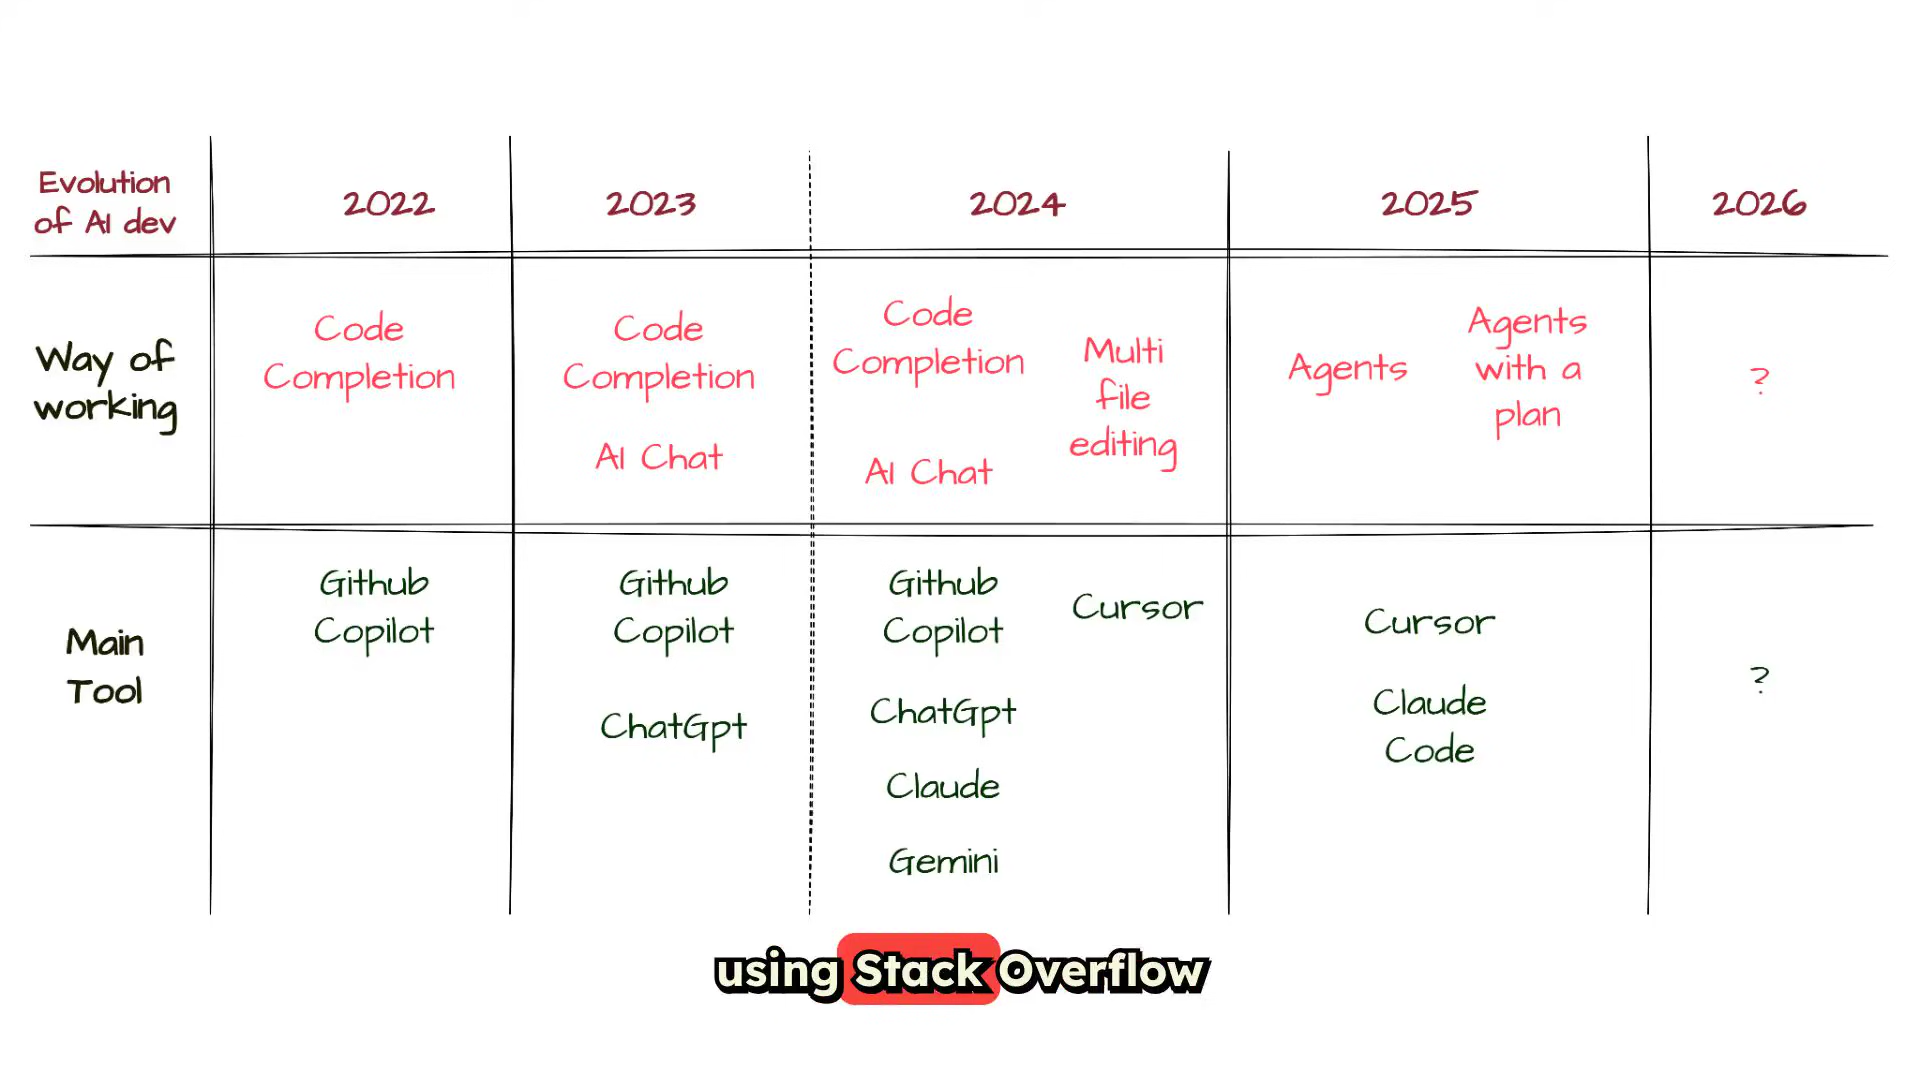 Evolution
of AI dev
2022
2023
2024
2025
2026
Way of
working
Code
Completion
Code
Completion
AI Chat
Code
Completion
AI Chat
Multi
file
editing
Agents
Agents
with a
plan
?
Main
Tool
Github
Copilot
Github
Copilot
ChatGpt
Github
Copilot
ChatGpt
Claude
Gemini
Cursor
Cursor
Claude
Code
?
using Stack Overflow